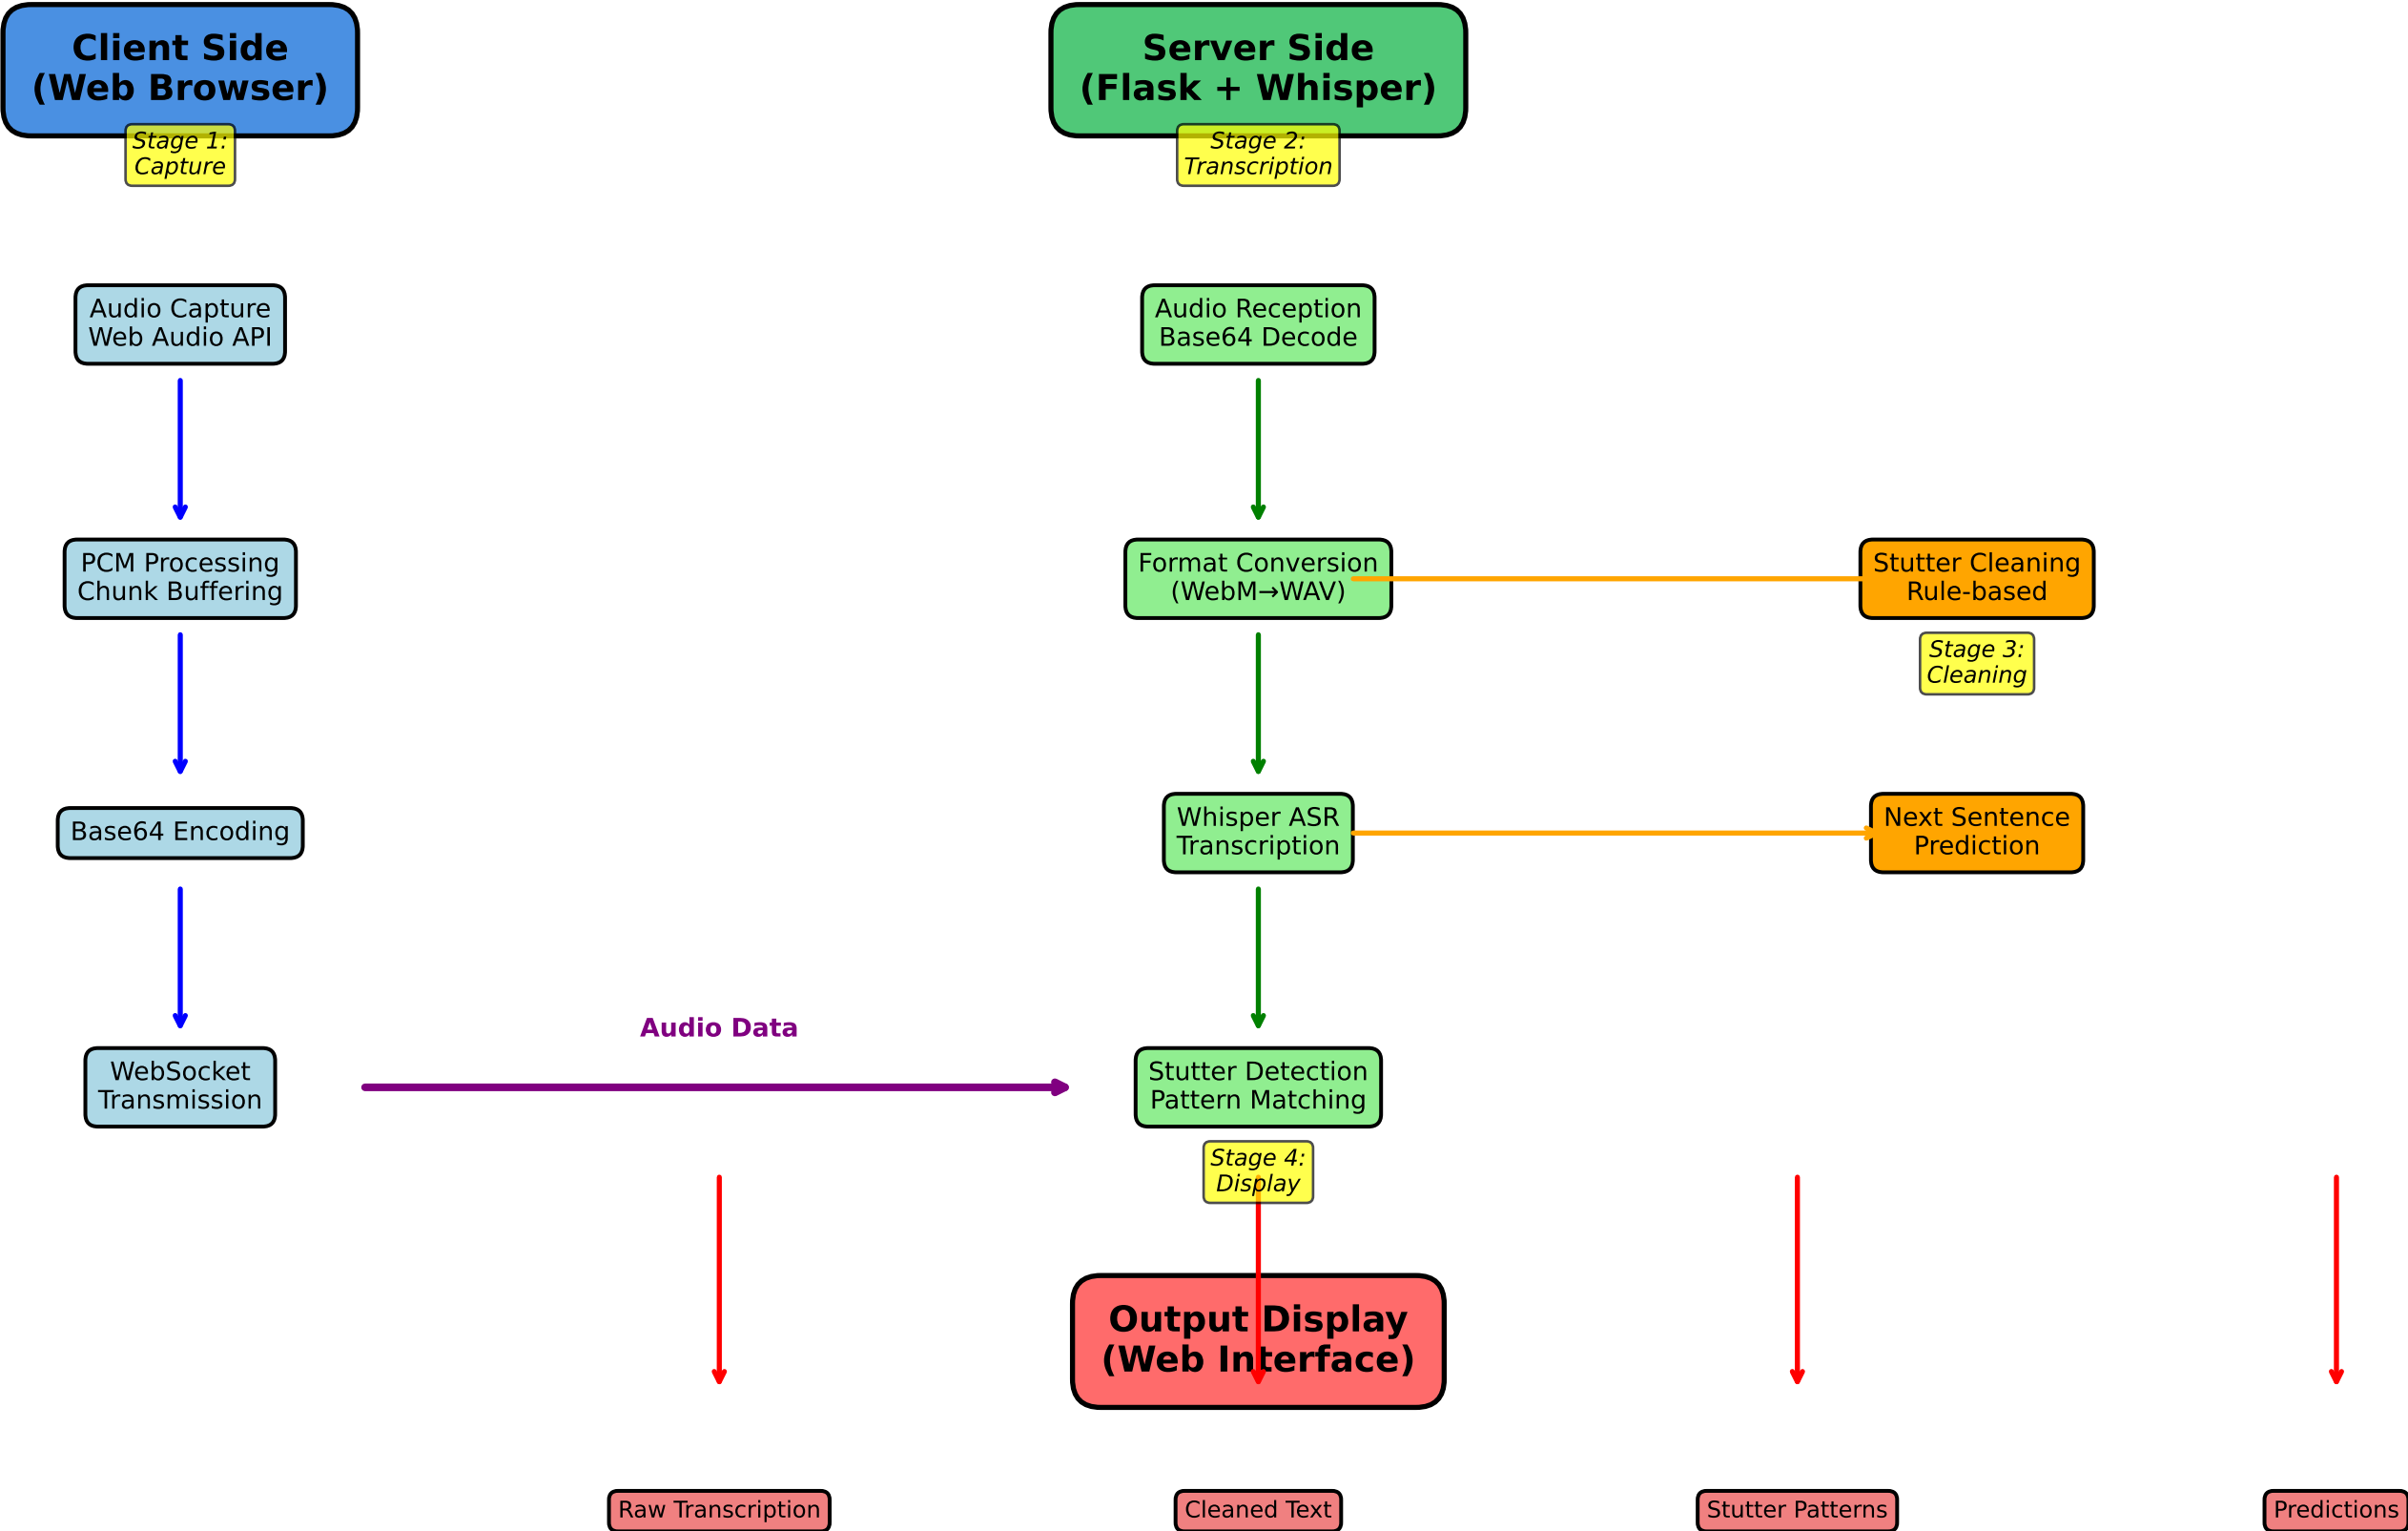 Client Side
(Web Browser)
Stage 1:
Capture
Server Side
(Flask + Whisper)
Stage 2:
Transcription
Audio Capture
Web Audio API
Audio Reception
Base64 Decode
PCM Processing
Chunk Buffering
Format Conversion
(WebM→WAV)
Stutter Cleaning
Rule-based
Stage 3:
Cleaning
Base64 Encoding
Whisper ASR
Transcription
Next Sentence
Prediction
Audio Data
WebSocket
Transmission
Stutter Detection
Pattern Matching
Stage 4:
Display
Output Display
(Web Interface)
Raw Transcription
Cleaned Text
Stutter Patterns
Predictions